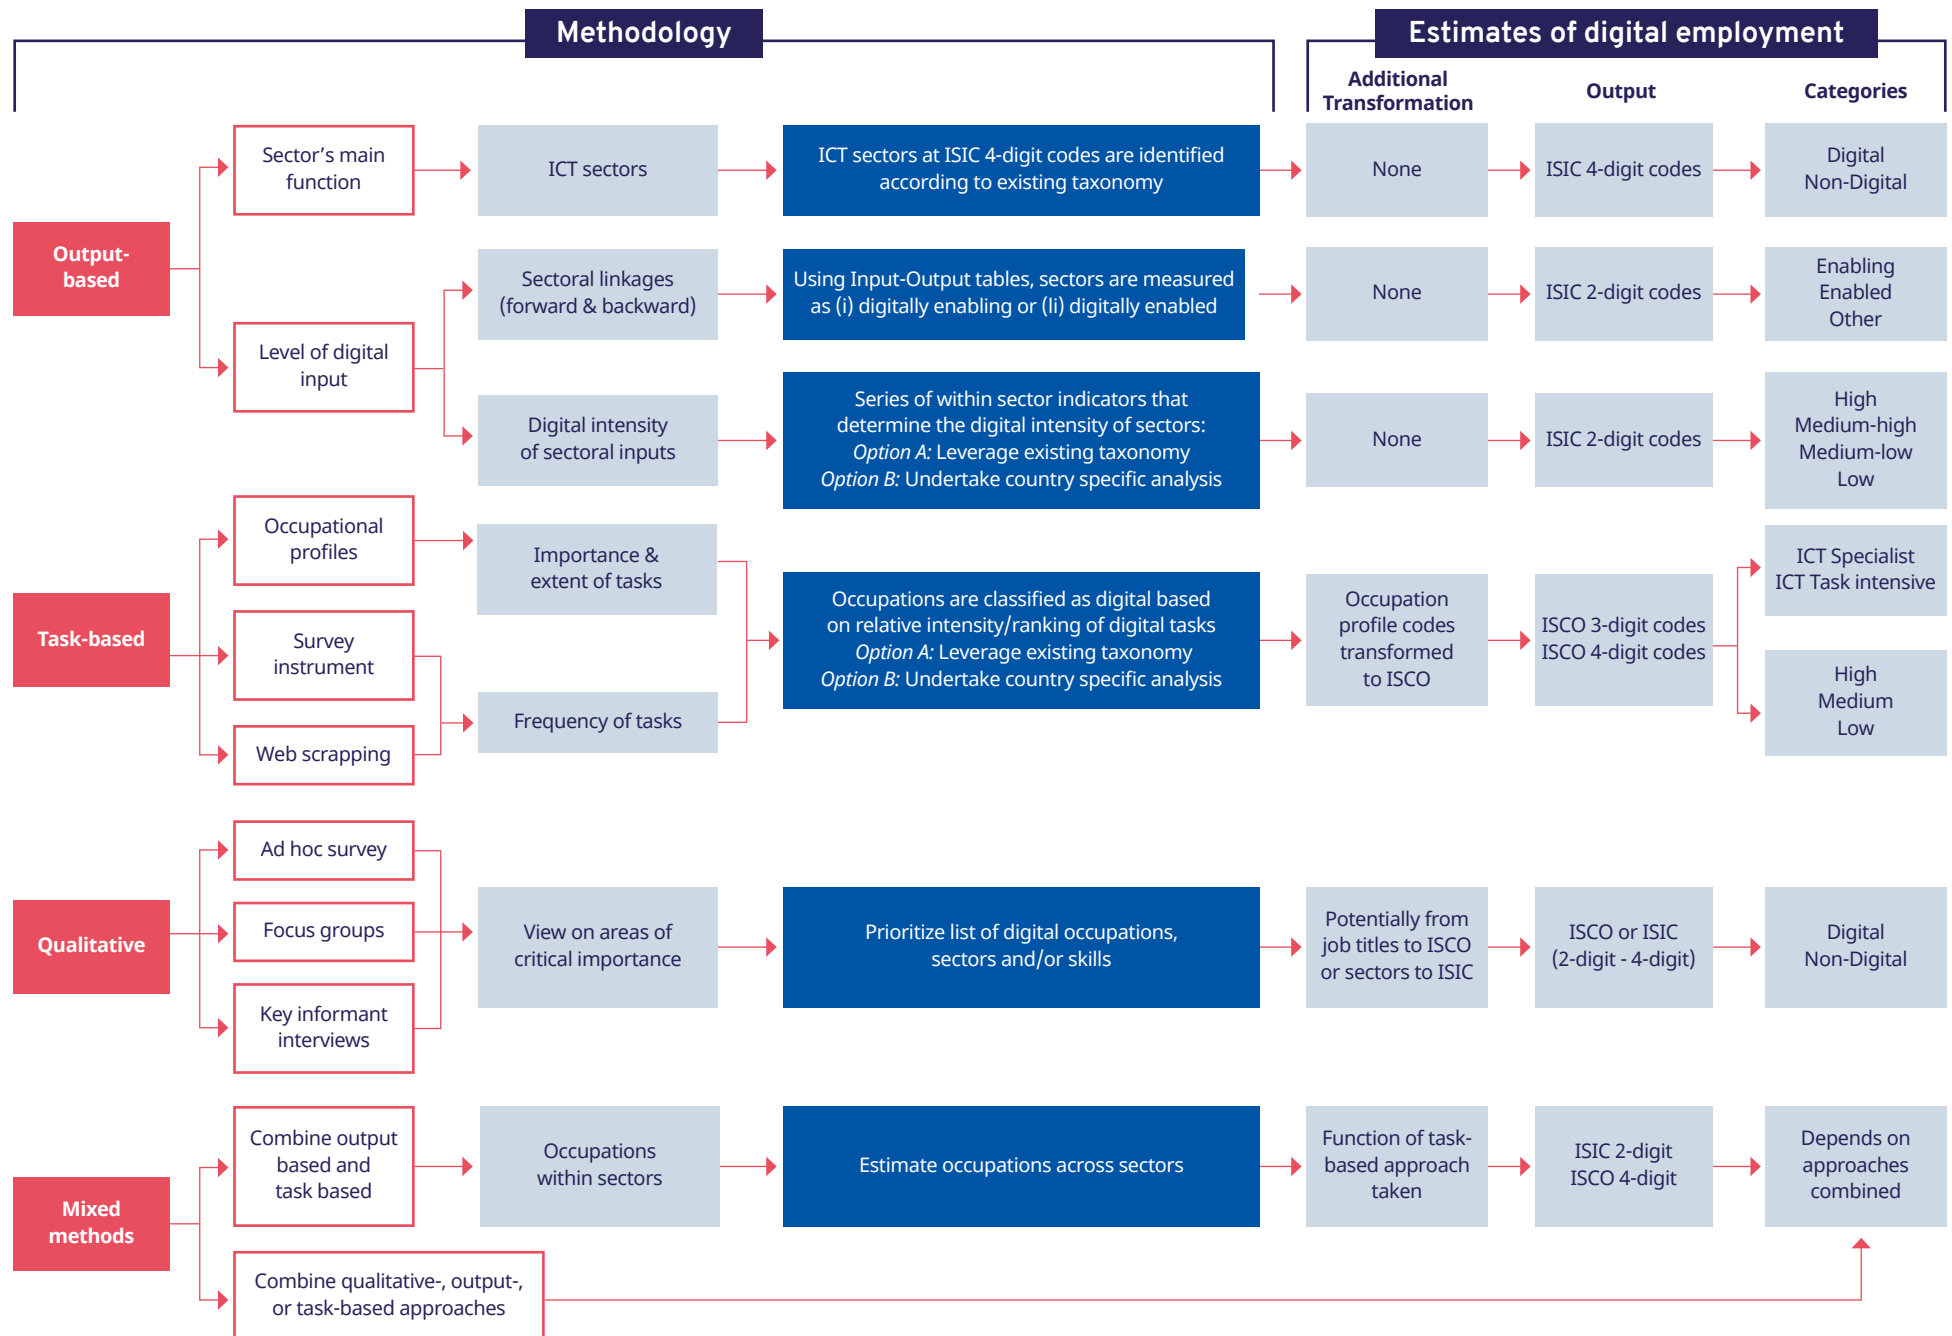 Methodology
Estimates of digital employment
Additional
Transformation
Output
Categories
Output-
based
Sector's main
function
ICT sectors
ICT sectors at ISIC 4-digit codes are identified
according to existing taxonomy
None
ISIC 4-digit codes
Digital
Non-Digital
Level of digital
input
Sectoral linkages
(forward & backward)
Using Input-Output tables, sectors are measured
as (i) digitally enabling or (li) digitally enabled
None
ISIC 2-digit codes
Enabling
Enabled
Other
Digital intensity
of sectoral inputs
Series of within sector indicators that
determine the digital intensity of sectors:
Option A: Leverage existing taxonomy
Option B: Undertake country specific analysis
None
ISIC 2-digit codes
High
Medium-high
Medium-low
Low
Task-based
Occupational
profiles
Importance &
extent of tasks
Survey
instrument
Web scrapping
Frequency of tasks
Occupations are classified as digital based
on relative intensity/ranking of digital tasks
Option A: Leverage existing taxonomy
Option B: Undertake country specific analysis
Occupation
profile codes
transformed
to ISCO
ISCO 3-digit codes
ISCO 4-digit codes
ICT Specialist
ICT Task intensive
High
Medium
Low
Qualitative
Ad hoc survey
Focus groups
Key informant
interviews
View on areas of
critical importance
Prioritize list of digital occupations,
sectors and/or skills
Potentially from
job titles to ISCO
or sectors to ISIC
ISCO or ISIC
(2-digit - 4-digit)
Digital
Non-Digital
Mixed
methods
Combine output
based and
task based
Occupations
within sectors
Estimate occupations across sectors
Function of task-
based approach
taken
ISIC 2-digit
ISCO 4-digit
Depends on
approaches
combined
Combine qualitative-, output-,
or task-based approaches